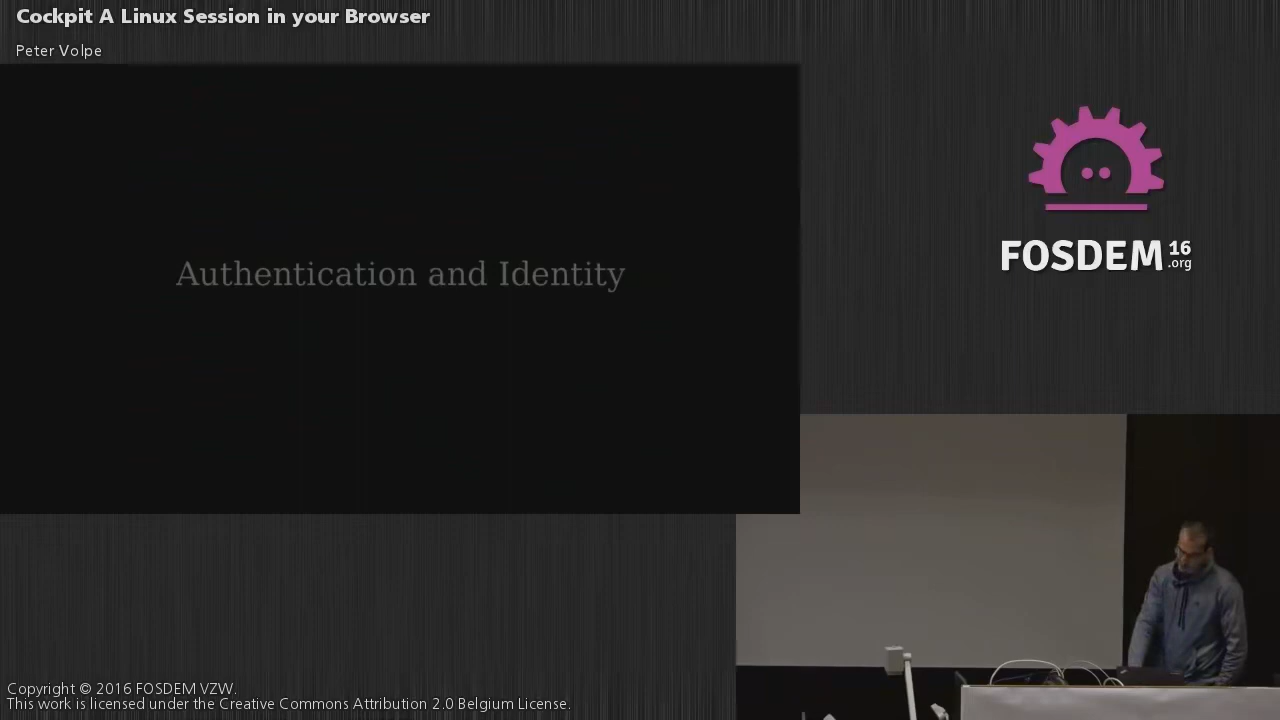 Cockpit A Linux Session in your Browser
Peter Volpe
Authentication and Identity
FOSDEM 16
.org
Copyright © 2016 FOSDEM VZW.
This work is licensed under the Creative Commons Attribution 2.0 Belgium License.